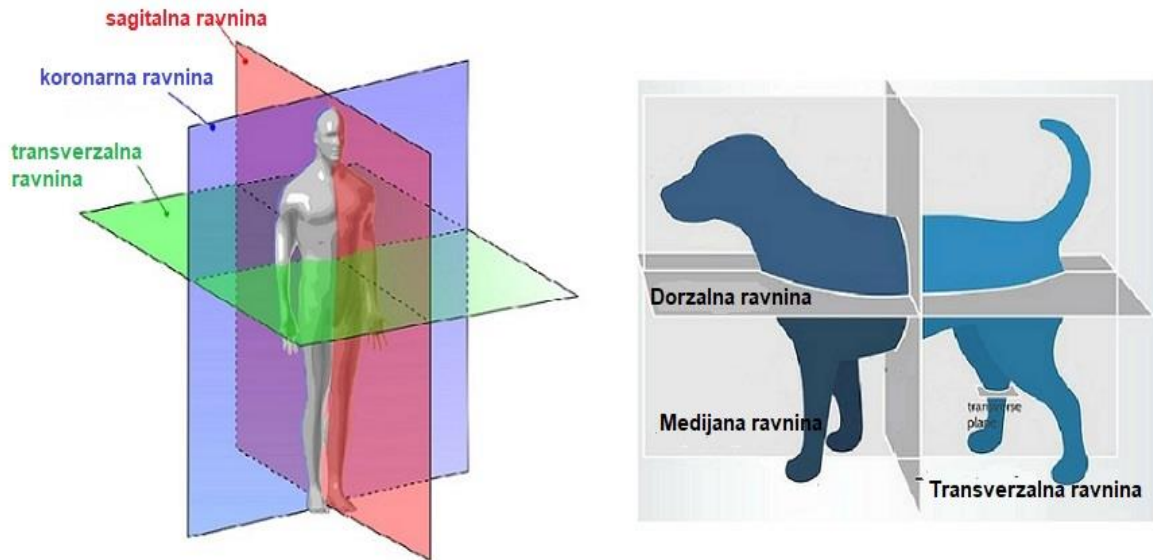 sagitalna ravnina
koronarna ravnina
transverzalna
ravnina
Dorzalna ravnina
Medijana ravnina
transverse
plane
Transverzalna ravnina